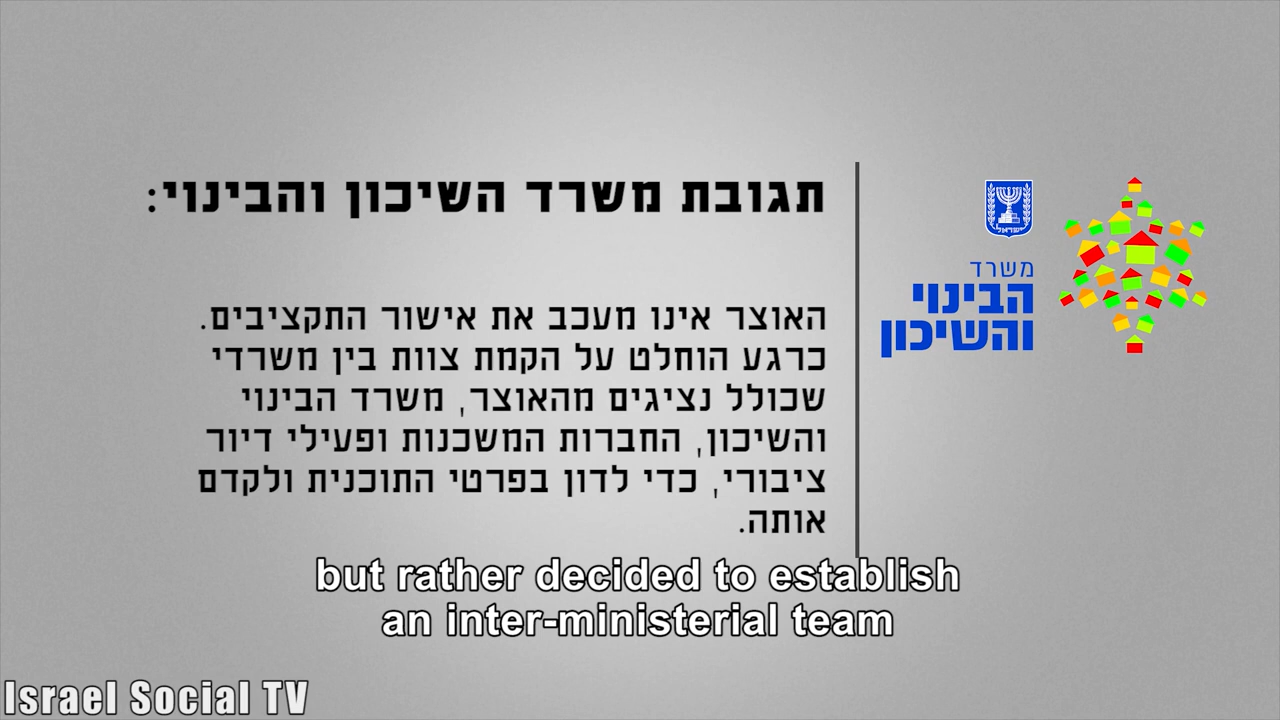 תגובת משרד השיכון והבינוי:
ישראל
משרד
הבינוי
והשיכון
האוצר אינו מעכב את אישור התקציבים.
כרגע הוחלט על הקמת צוות בין משרדי
שכולל נציגים מהאוצר, משרד הבינוי
והשיכון, החברות המשכנות ופעילי דיור
ציבורי, כדי לדון בפרטי התוכנית ולקדם
אותה.
but rather decided to establish
an inter-ministerial team
Israel Social TV